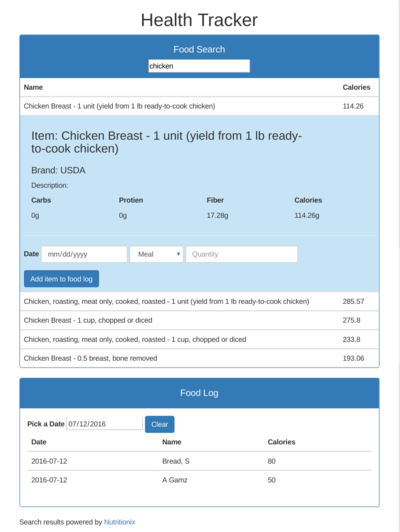 Health Tracker
Food Search
chicken
Name Calories
Chicken Breast - 1 unit (yield from 1 lb ready-to-cook chicken) 114.26
Item: Chicken Breast - 1 unit (yield from 1 lb ready-
to-cook chicken)
Brand: USDA
Description:
Carbs Protien Fiber Calories
0g 0g 17.28g 114.26g
Date mm/dd/yyyy Meal Quantity
Add item to food log
Chicken, roasting, meat only, cooked, roasted - 1 unit (yield from 1 lb ready-to-cook chicken) 285.57
Chicken Breast - 1 cup, chopped or diced 275.8
Chicken, roasting, meat only, cooked, roasted - 1 cup, chopped or diced 233.8
Chicken Breast - 0.5 breast, bone removed 193.06
Food Log
Pick a Date 07/12/2016 Clear
Date Name Calories
2016-07-12 Bread, S 80
2016-07-12 A Gamz 50
Search results powered by Nutritionix